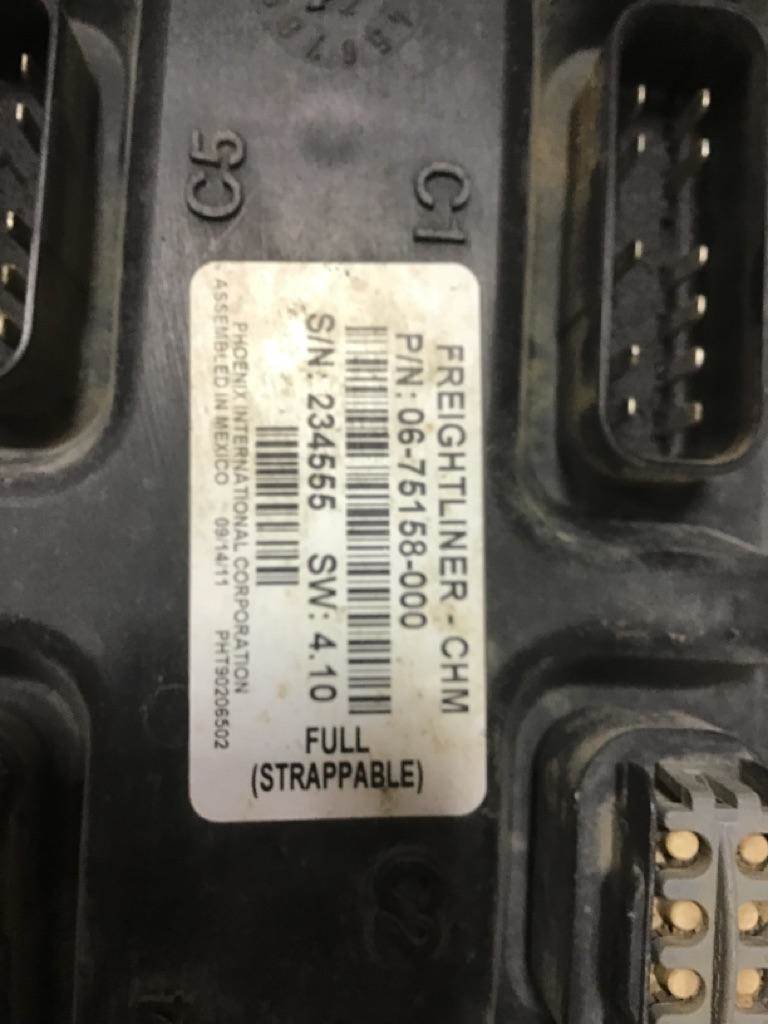 C5
C1
FREIGHTLINER - CHM
P/N: 06-75158-000
S/N: 234555 SW: 4.10
FULL
(STRAPPABLE)
PHOENIX INTERNATIONAL CORPORATION
ASSEMBLED IN MEXICO 09/14/11 PHT90206502
C2